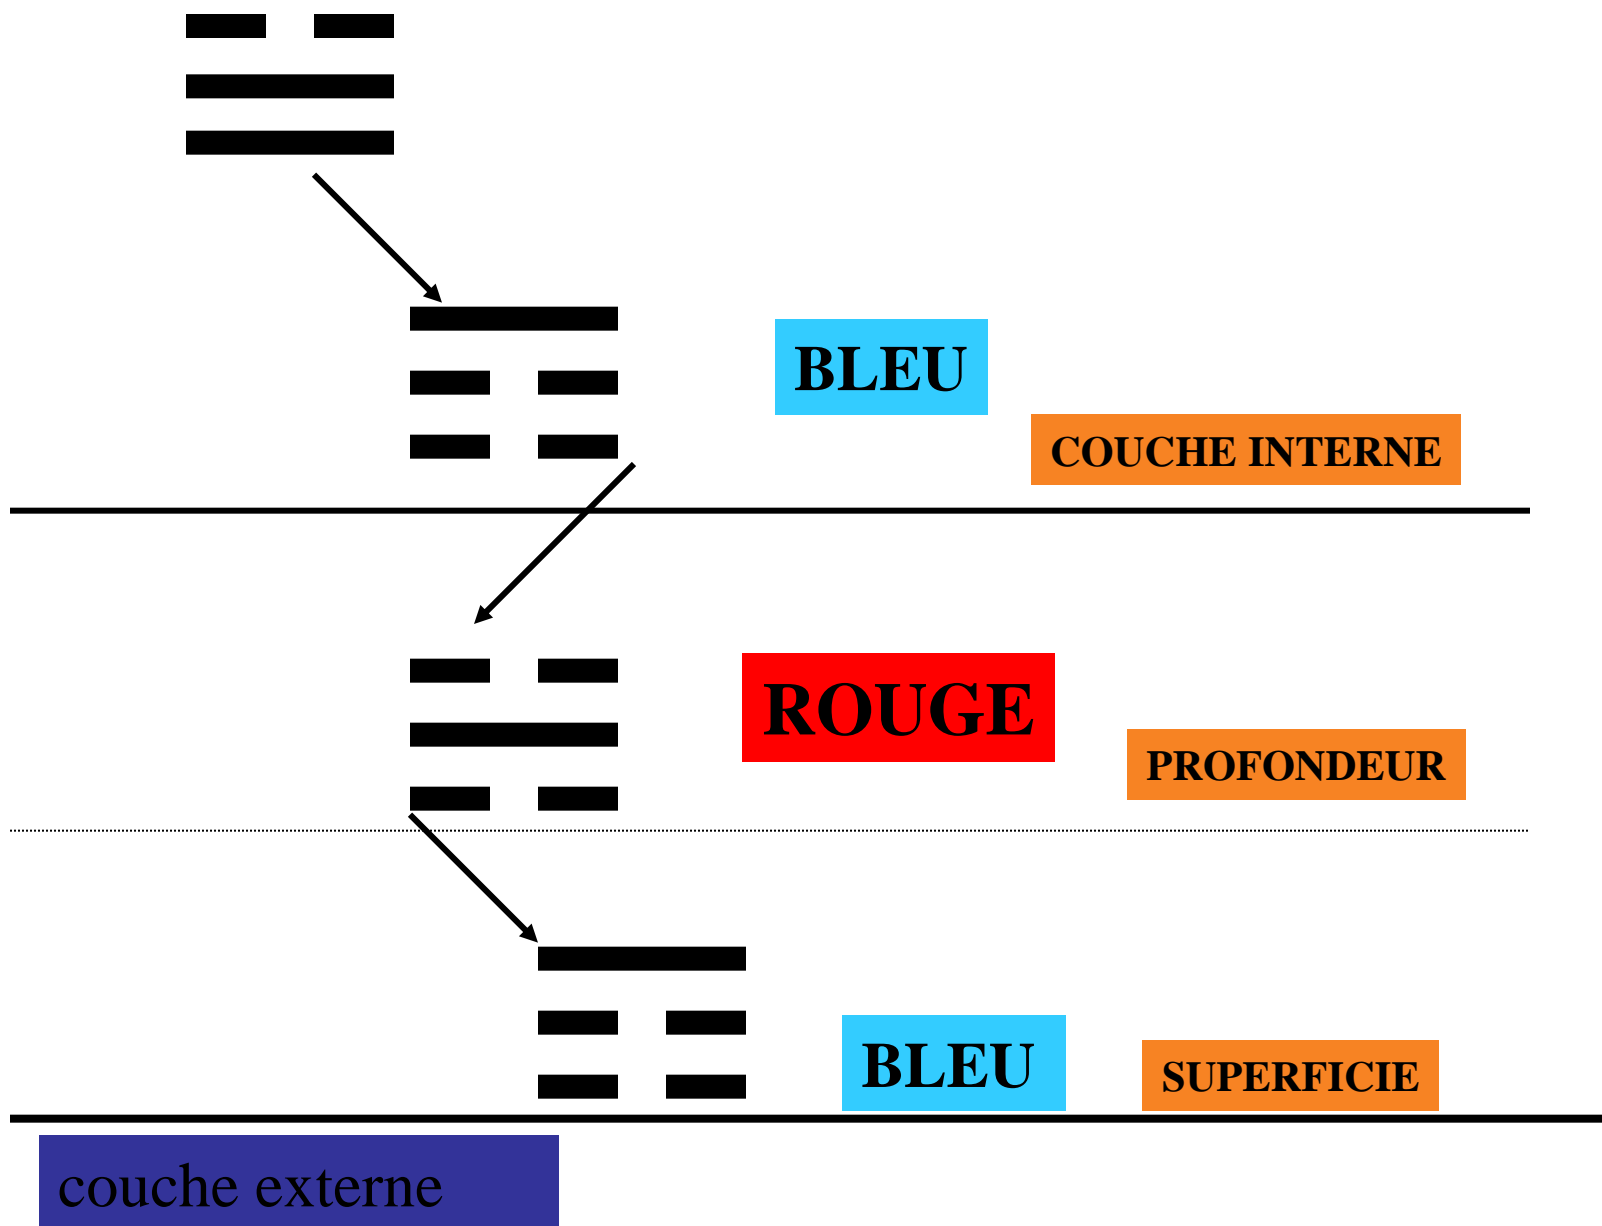 BLEU
COUCHE INTERNE
ROUGE
PROFONDEUR
BLEU
SUPERFICIE
couche externe